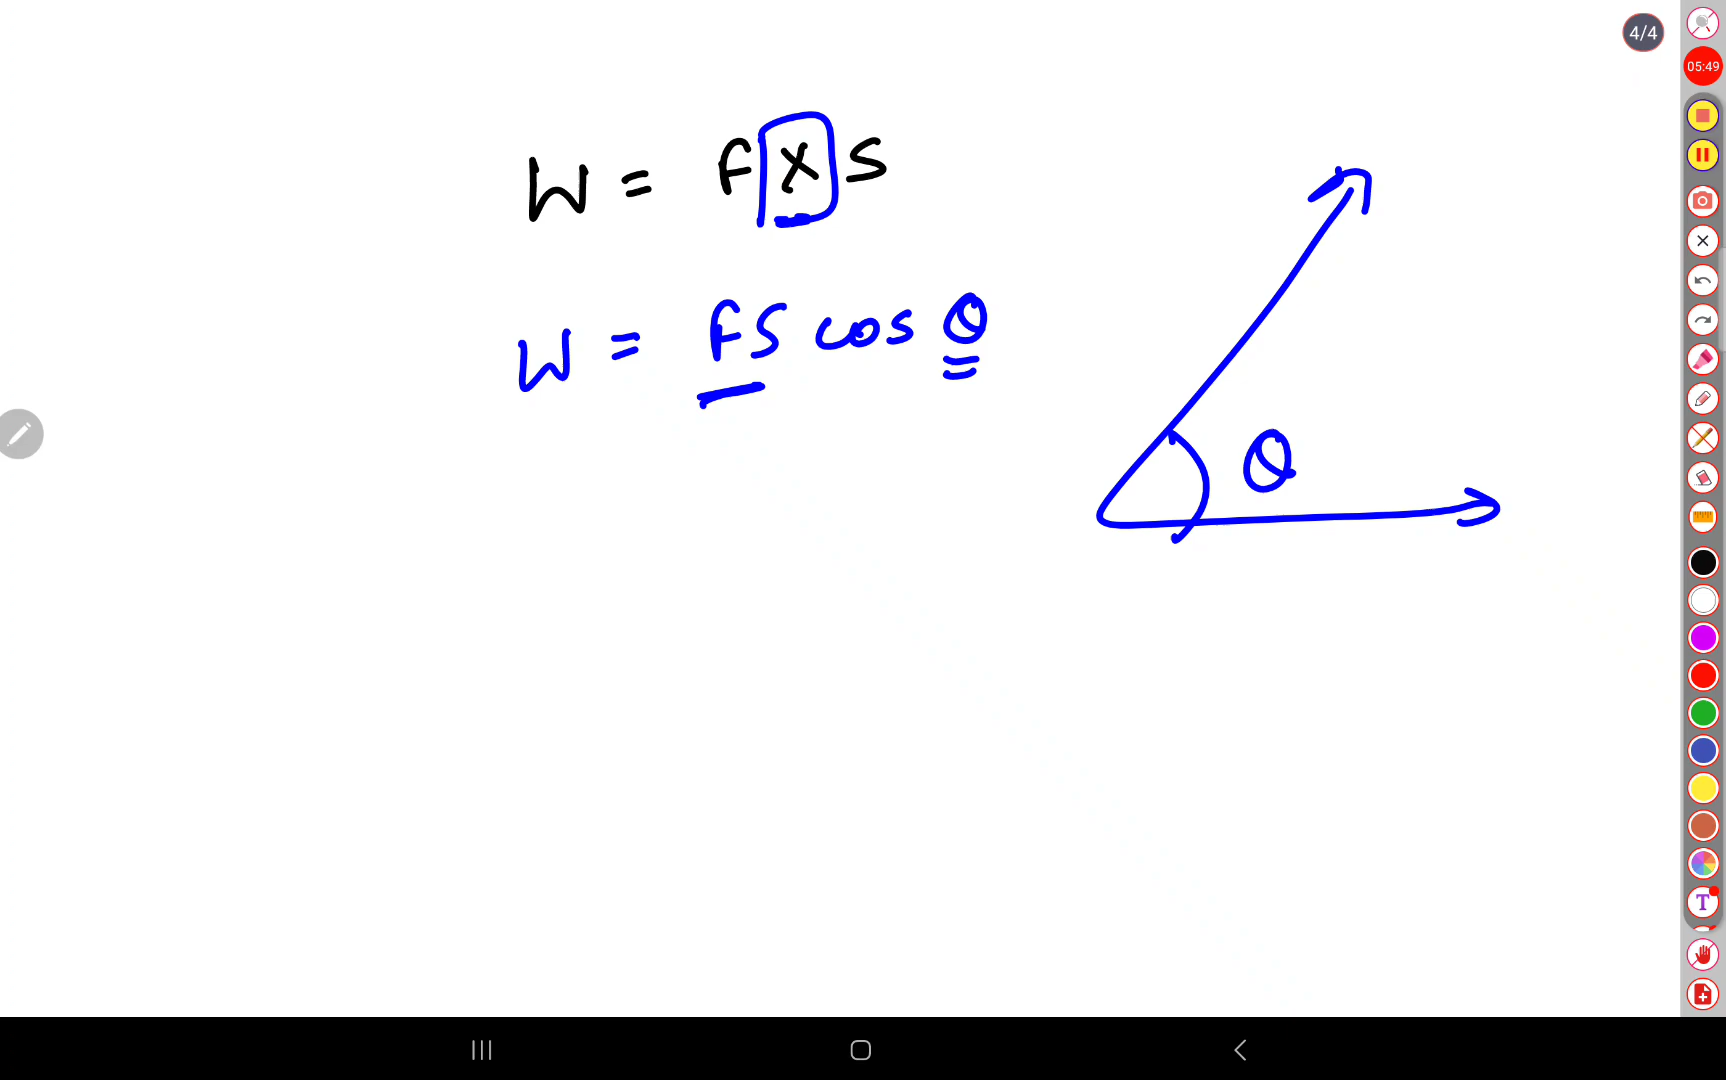 4/4
05:49
W = F X S
W = FS cos θ
θ
T